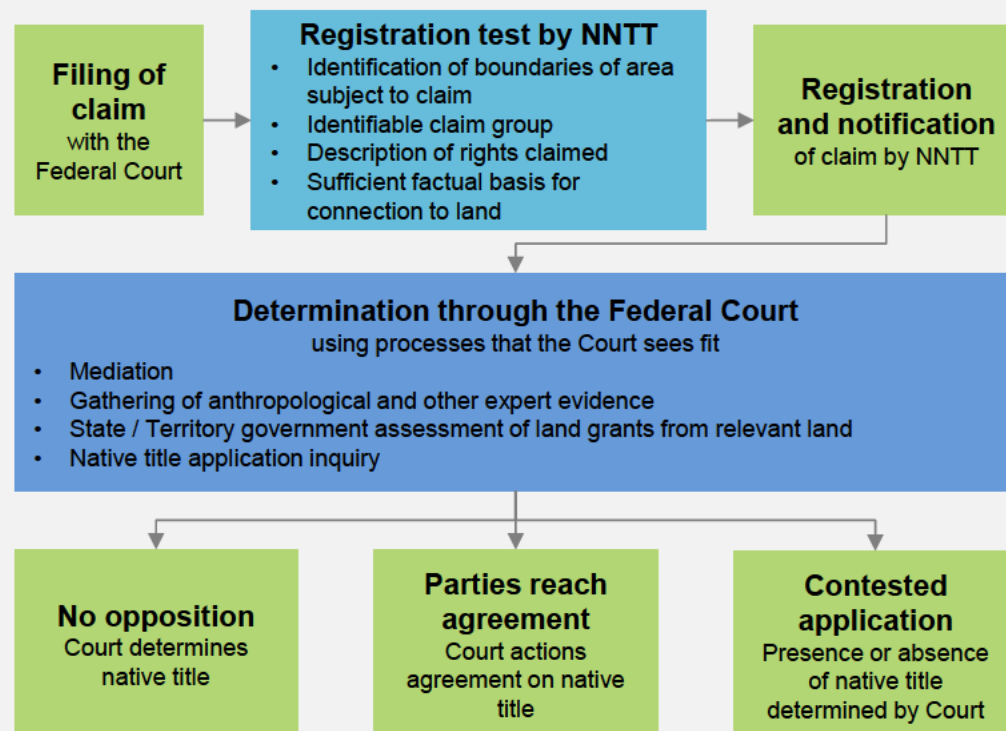 Filing of
claim
with the
Federal Court
Registration test by NNTT
• Identification of boundaries of area
subject to claim
• Identifiable claim group
• Description of rights claimed
• Sufficient factual basis for
connection to land
Registration
and notification
of claim by NNTT
Determination through the Federal Court
using processes that the Court sees fit
• Mediation
• Gathering of anthropological and other expert evidence
• State / Territory government assessment of land grants from relevant land
• Native title application inquiry
No opposition
Court determines
native title
Parties reach
agreement
Court actions
agreement on native
title
Contested
application
Presence or absence
of native title
determined by Court